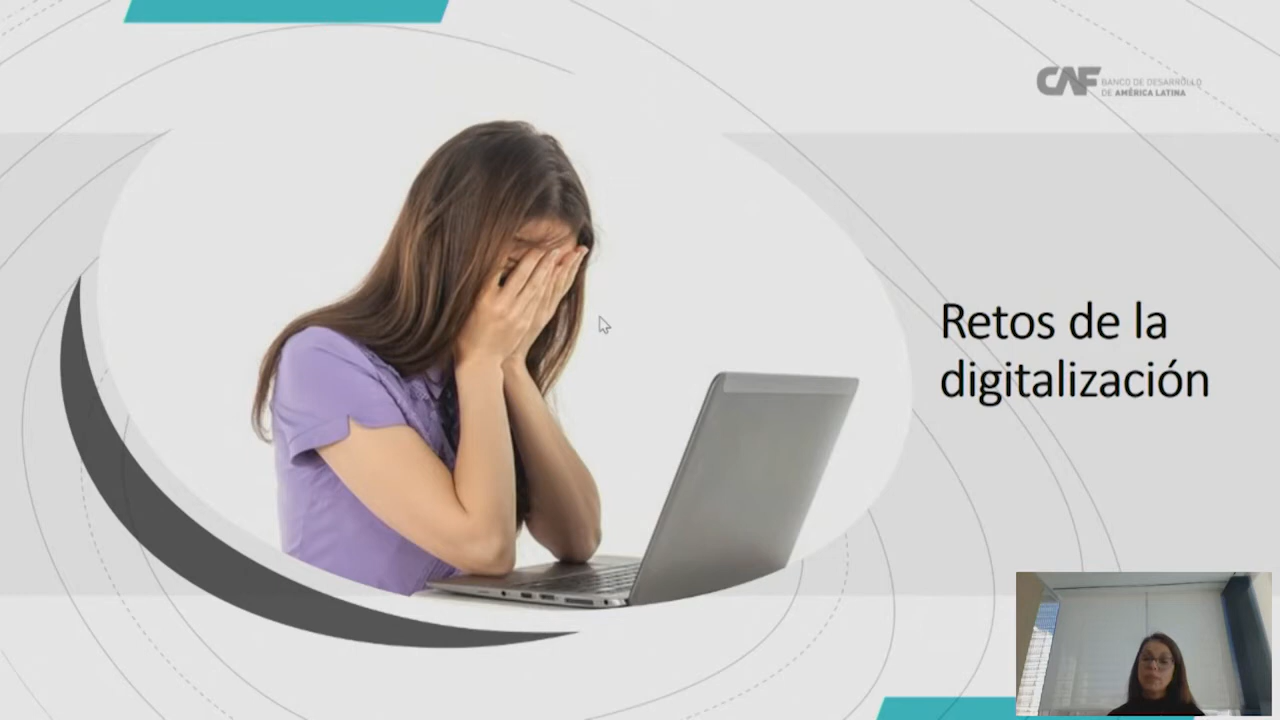 CAF BANCO DE DESARROLLO
DE AMÉRICA LATINA
Retos de la
digitalización